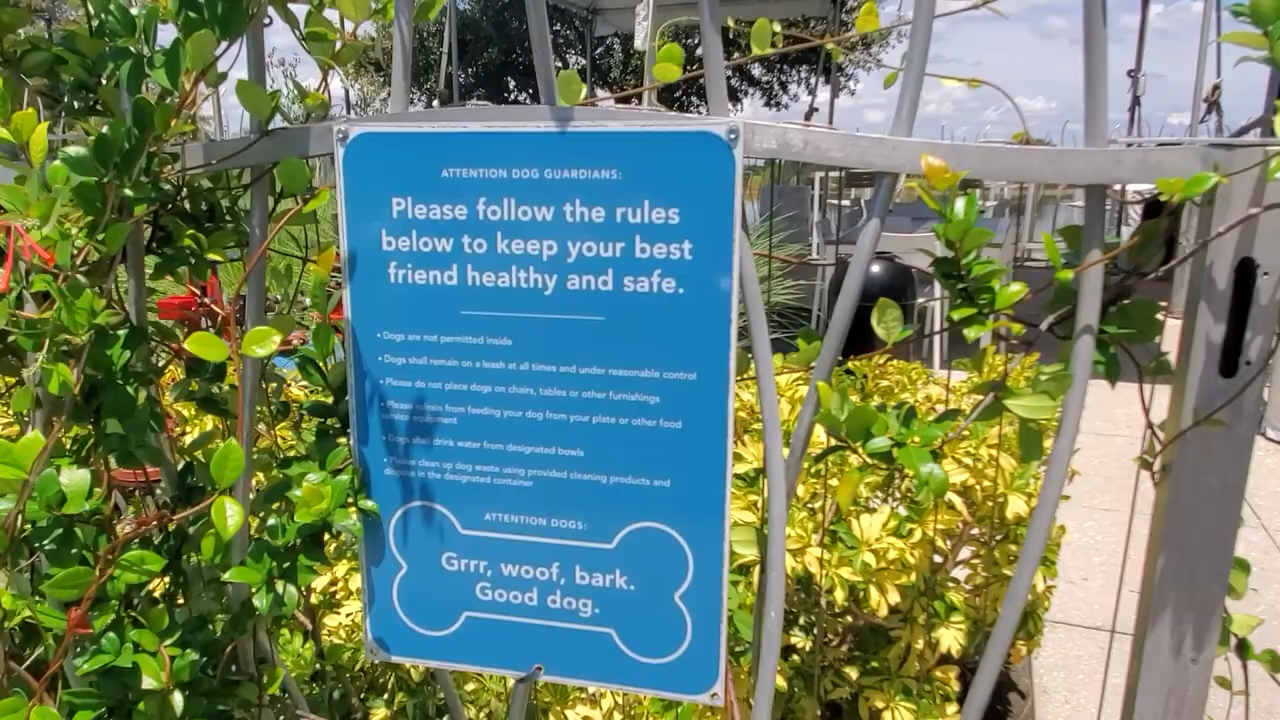 ATTENTION DOG GUARDIANS:
Please follow the rules
below to keep your best
friend healthy and safe.
• Dogs are not permitted inside
• Dogs shall remain on a leash at all times and under reasonable control
• Please do not place dogs on chairs, tables or other furnishings
• Please refrain from feeding your dog from your plate or other food
service equipment
• Dogs shall drink water from designated bowls
• Please clean up dog waste using provided cleaning products and
dispose in the designated container
ATTENTION DOGS:
Grrr, woof, bark.
Good dog.